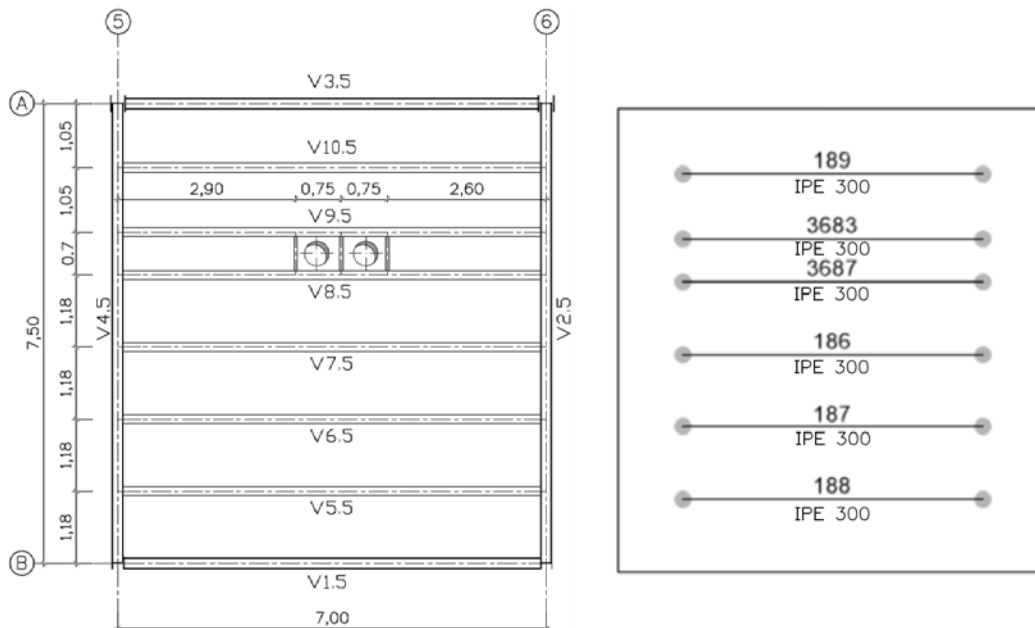 5
6
A
V3.5
1,05
V10.5
2,90
0,75
0,75
2,60
1,05
V9.5
0.7
V8.5
V4.5
V2.5
7,50
1,18
V7.5
1,18
V6.5
1,18
V5.5
1,18
B
V1.5
7,00
189
IPE 300
3683
IPE 300
3687
IPE 300
186
IPE 300
187
IPE 300
188
IPE 300